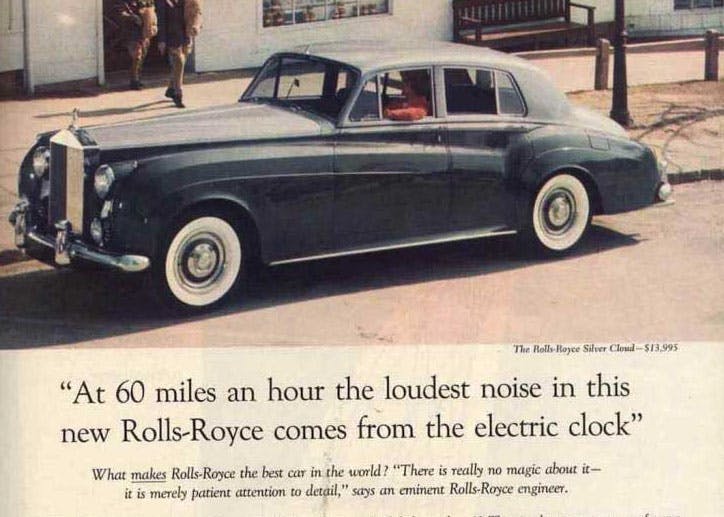 The Rolls-Royce Silver Cloud—$13,995
“At 60 miles an hour the loudest noise in this
new Rolls-Royce comes from the electric clock”
What makes Rolls-Royce the best car in the world? “There is really no magic about it—
it is merely patient attention to detail,” says an eminent Rolls-Royce engineer.